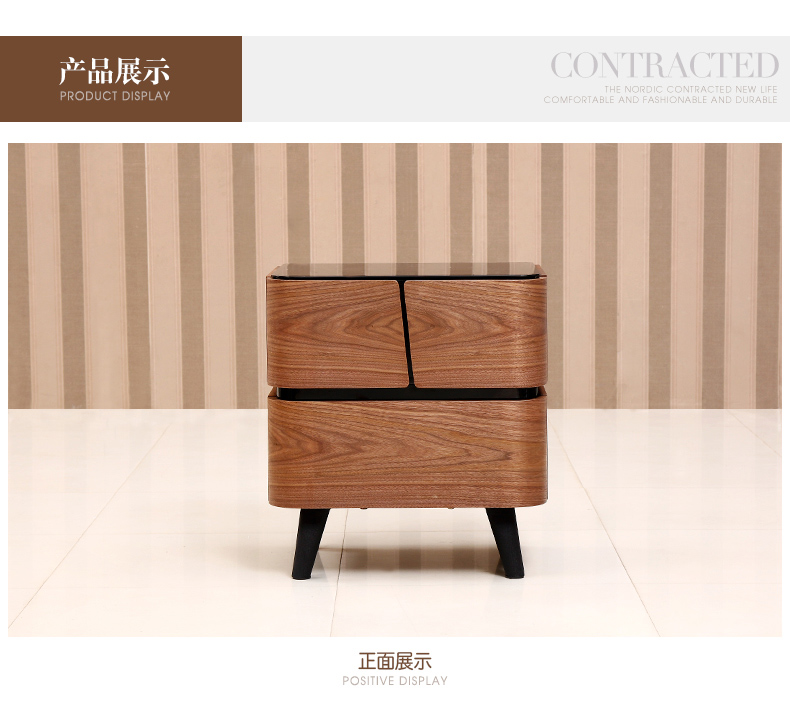 产品展示
PRODUCT DISPLAY
CONTRACTED
THE NORDIC CONTRACTED NEW LIFE
COMFORTABLE AND FASHIONABLE AND DURABLE
正面展示
POSITIVE DISPLAY